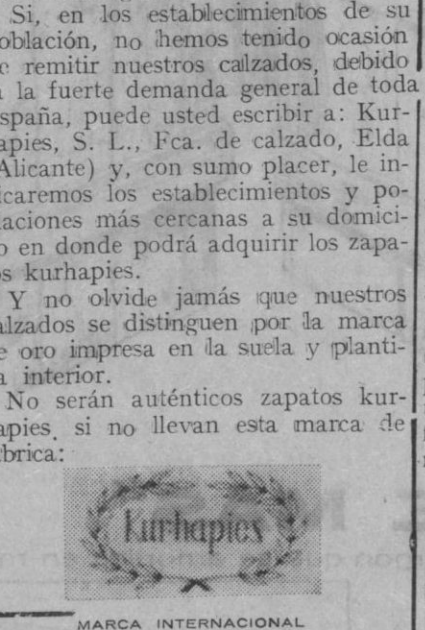 Si, en los establecimientos de su
oblación, no hemos tenido ocasión
e remitir nuestros calzados, debido
a la fuerte demanda general de toda
spaña, puede usted escribir a: Kur-
apies, S. L., Fca. de calzado, Elda
Alicante) y, con sumo placer, le in-
icaremos los establecimientos y po-
laciones más cercanas a su domici-
o en donde podrá adquirir los zapa-
os kurhapies.
Y no olvide jamás que nuestros
alzados se distinguen por la marca
e oro impresa en la suela y planti-
a interior.
No serán auténticos zapatos kur-
apies si no llevan esta marca de
brica:
kurhapies
MARCA INTERNACIONAL